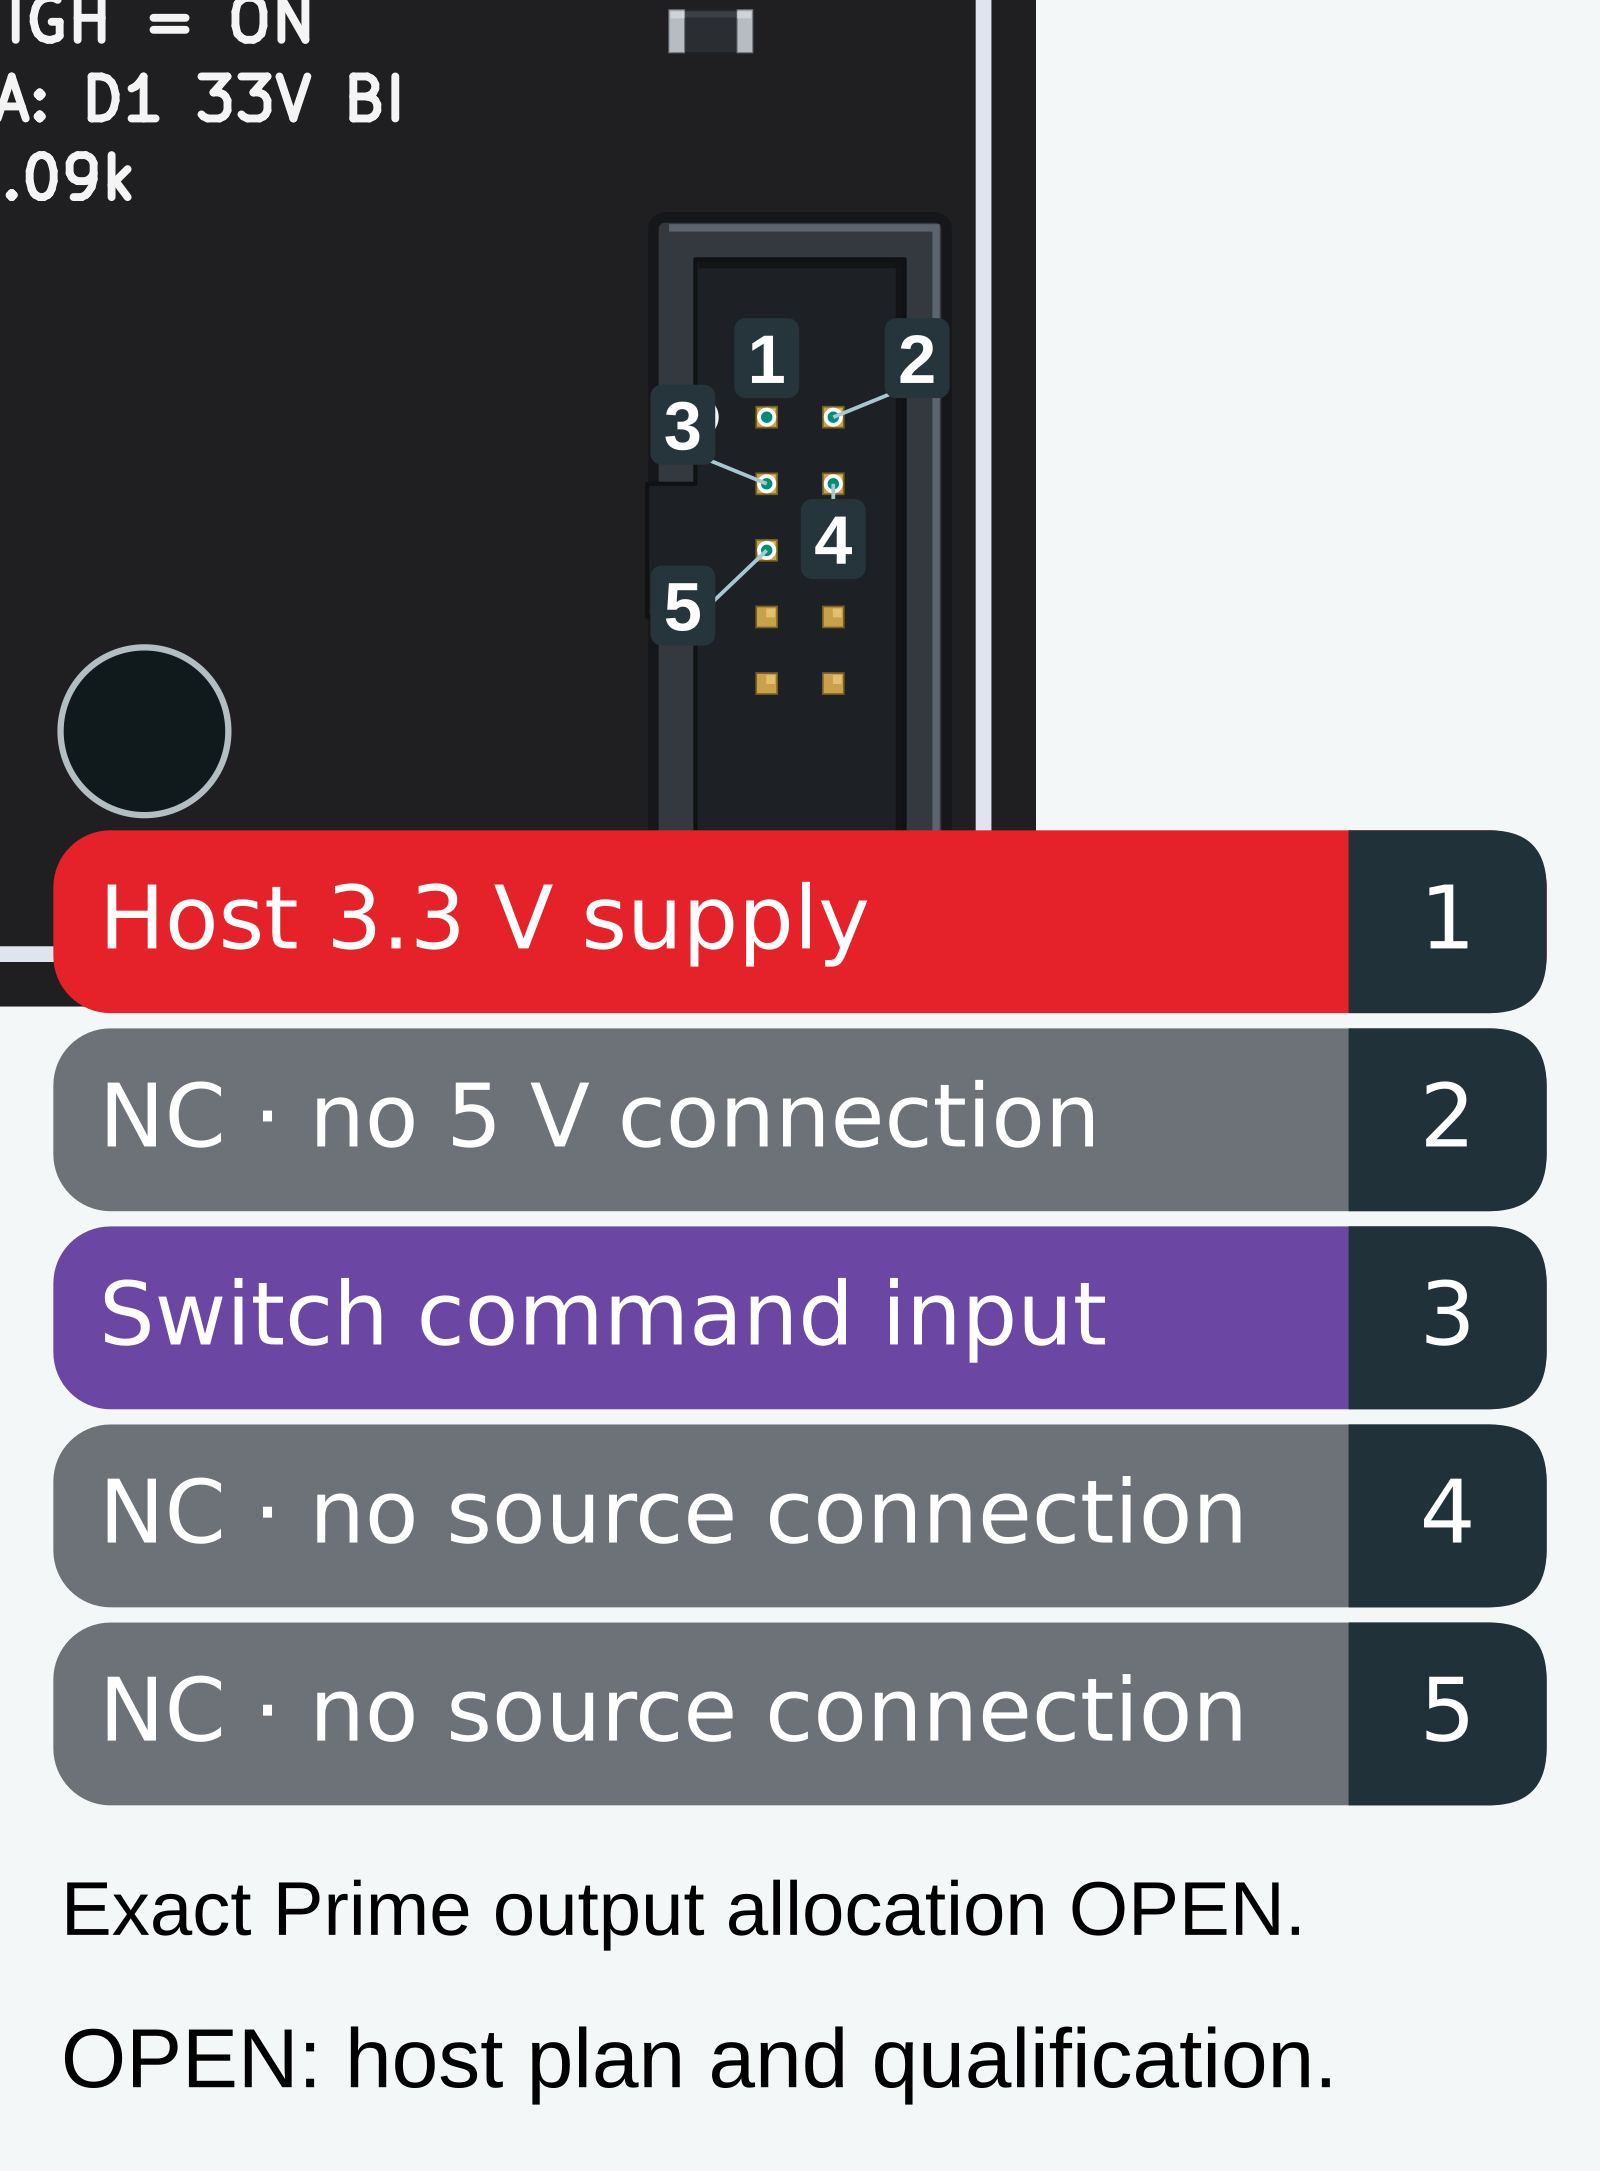 IGH = ON
A: D1 33V BI
.09k
1
2
3
4
5
Host 3.3 V supply 1
NC · no 5 V connection 2
Switch command input 3
NC · no source connection 4
NC · no source connection 5
Exact Prime output allocation OPEN.
OPEN: host plan and qualification.